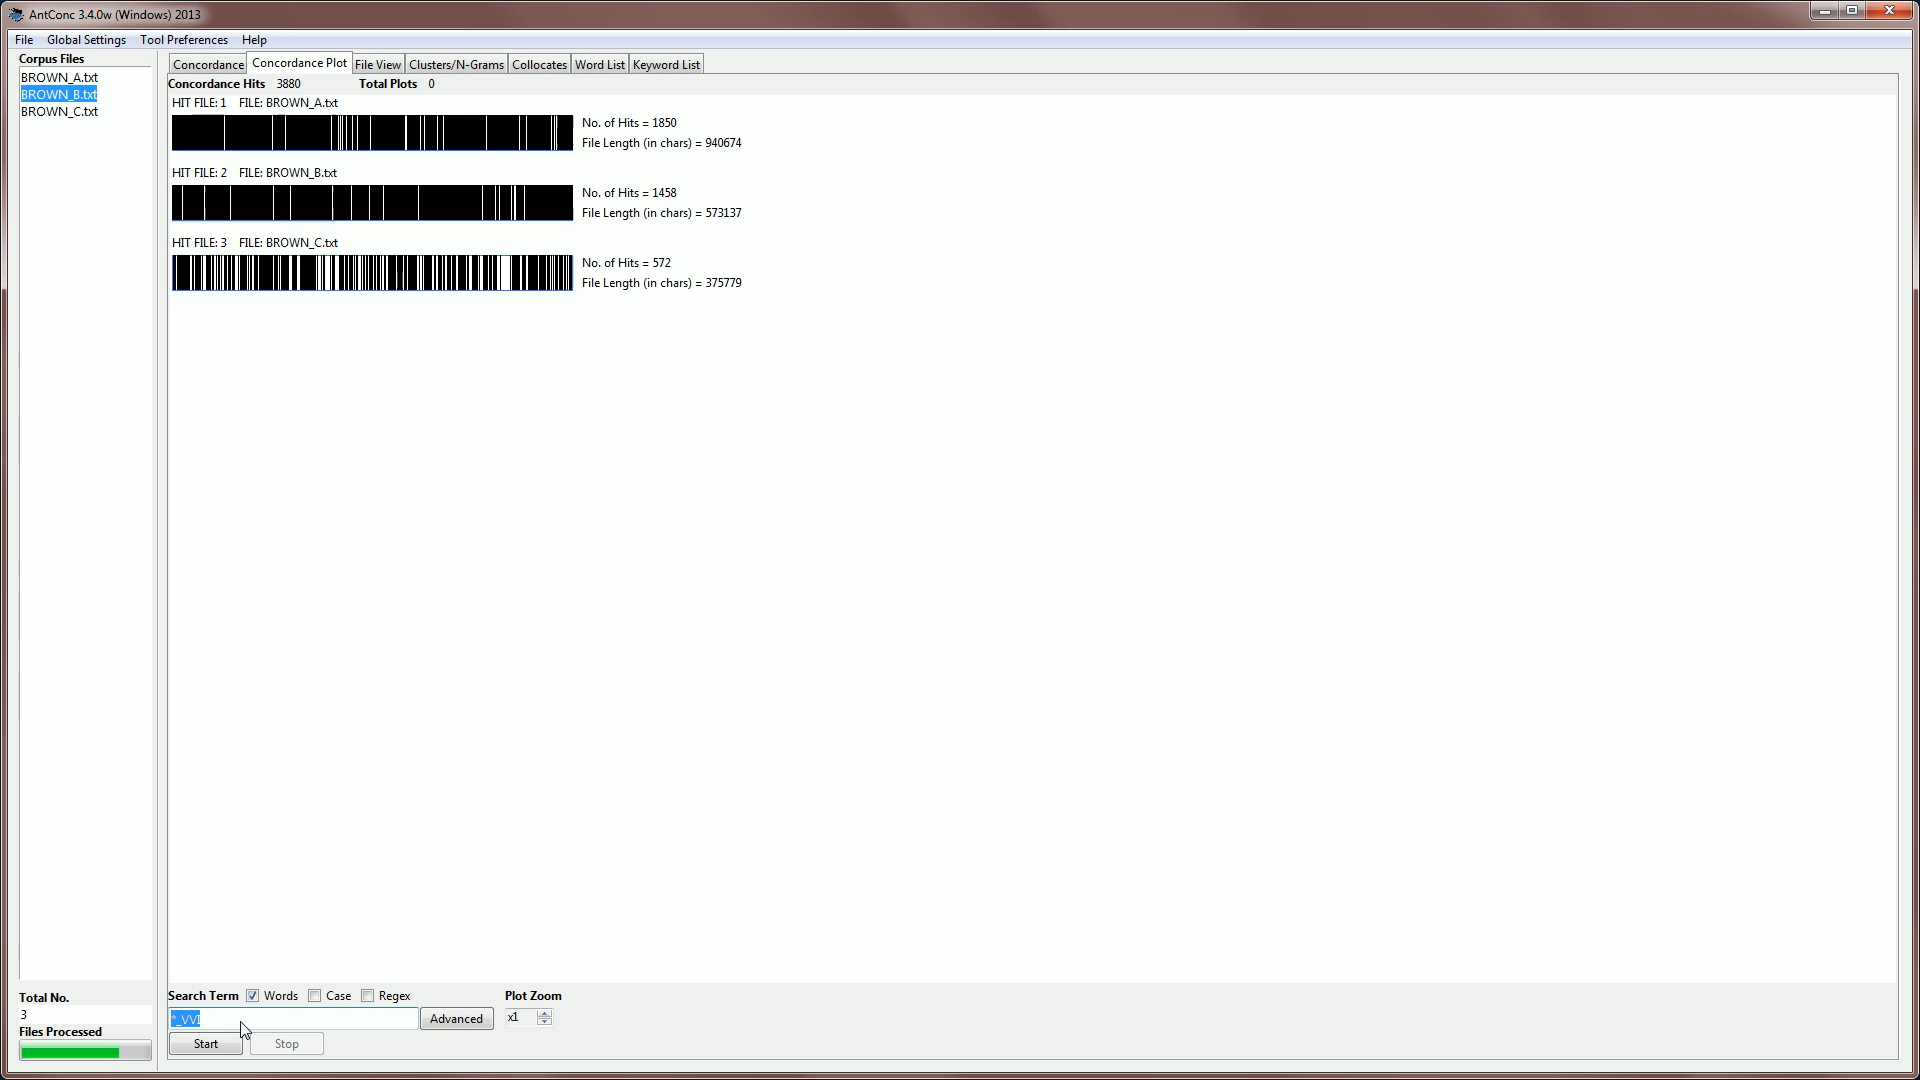 AntConc 3.4.0w (Windows) 2013
File Global Settings Tool Preferences Help
Corpus Files
BROWN_A.txt
BROWN_B.txt
BROWN_C.txt
Concordance Concordance Plot File View Clusters/N-Grams Collocates Word List Keyword List
Concordance Hits 3880 Total Plots 0
HIT FILE: 1 FILE: BROWN_A.txt
No. of Hits = 1850
File Length (in chars) = 940674
HIT FILE: 2 FILE: BROWN_B.txt
No. of Hits = 1458
File Length (in chars) = 573137
HIT FILE: 3 FILE: BROWN_C.txt
No. of Hits = 572
File Length (in chars) = 375779
Total No.
3
Files Processed
Search Term Words Case Regex Plot Zoom
*_VVI Advanced x1
Start Stop